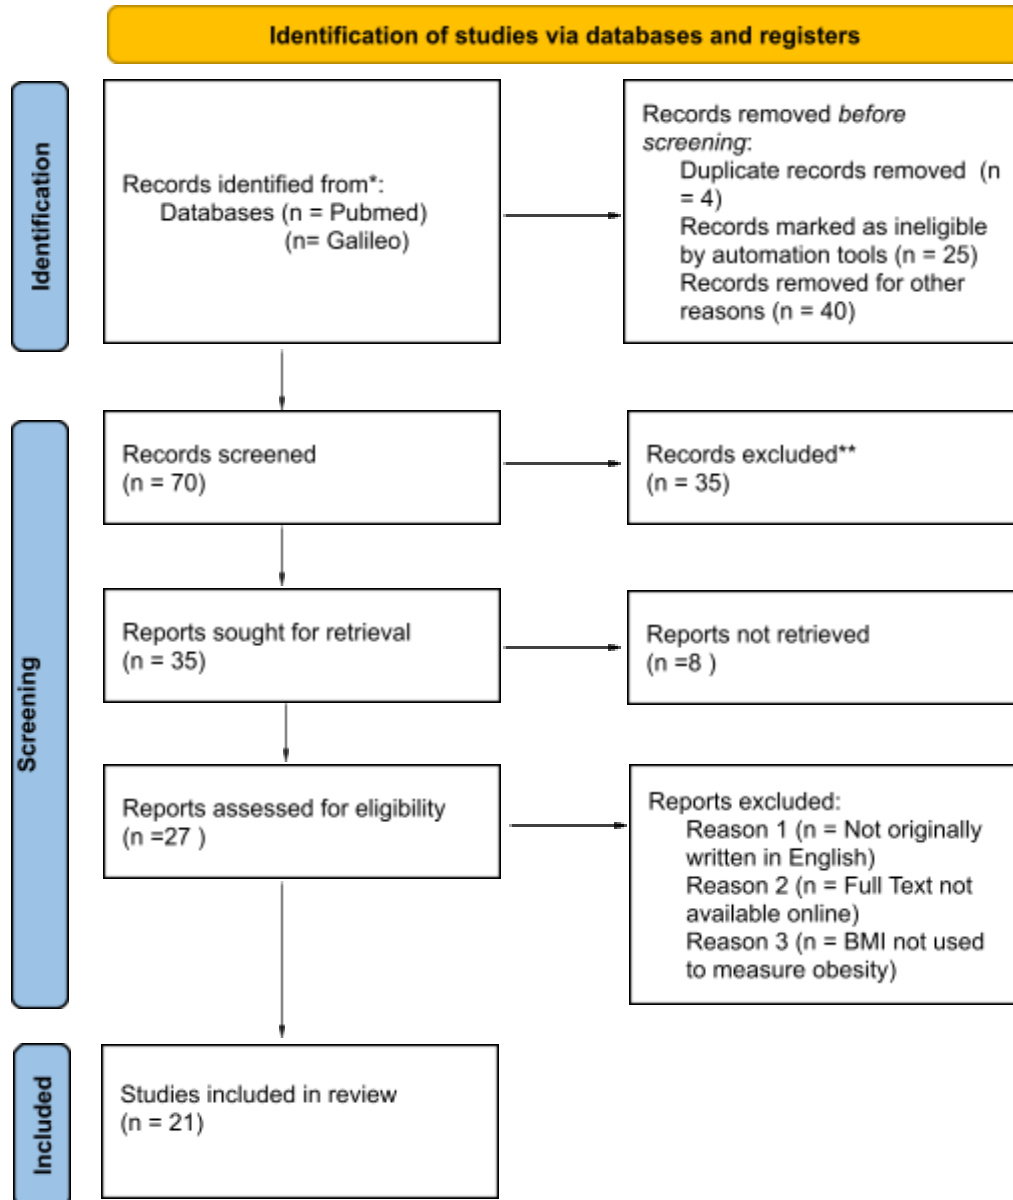 Identification of studies via databases and registers
Identification
Records identified from*:
Databases (n = Pubmed)
(n= Galileo)
Records removed before
screening:
Duplicate records removed (n
= 4)
Records marked as ineligible
by automation tools (n = 25)
Records removed for other
reasons (n = 40)
Screening
Records screened
(n = 70)
Records excluded**
(n = 35)
Reports sought for retrieval
(n = 35)
Reports not retrieved
(n =8 )
Reports assessed for eligibility
(n =27 )
Reports excluded:
Reason 1 (n = Not originally
written in English)
Reason 2 (n = Full Text not
available online)
Reason 3 (n = BMI not used
to measure obesity)
Included
Studies included in review
(n = 21)